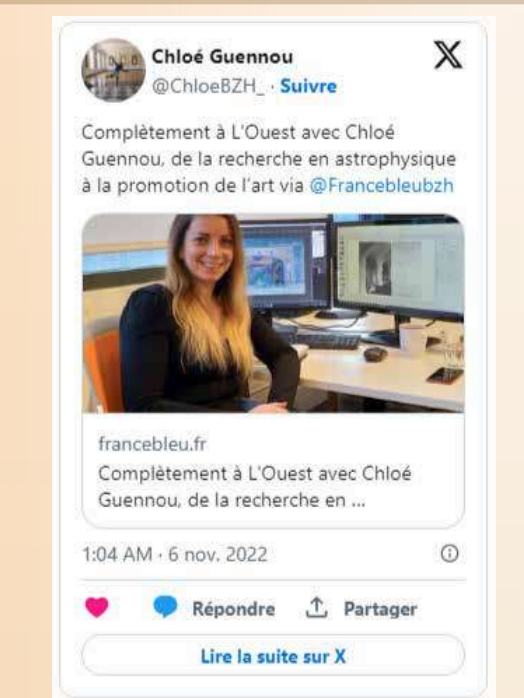 Chloé Guennou
@ChloeBZH_ · Suivre
Complètement à L'Ouest avec Chloé
Guennou, de la recherche en astrophysique
à la promotion de l'art via @Francebleubzh
francebleu.fr
Complètement à L'Ouest avec Chloé
Guennou, de la recherche en ...
1:04 AM · 6 nov. 2022
Répondre Partager
Lire la suite sur X